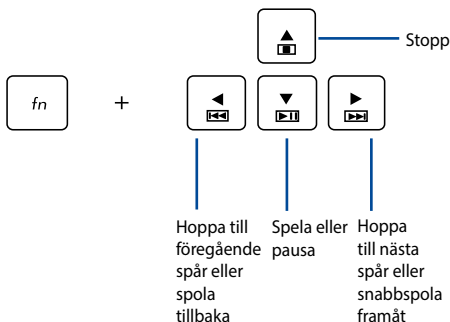 Stopp
fn
+
Hoppa till
föregående
spår eller
spola
tillbaka
Spela eller
pausa
Hoppa
till nästa
spår eller
snabbspola
framåt